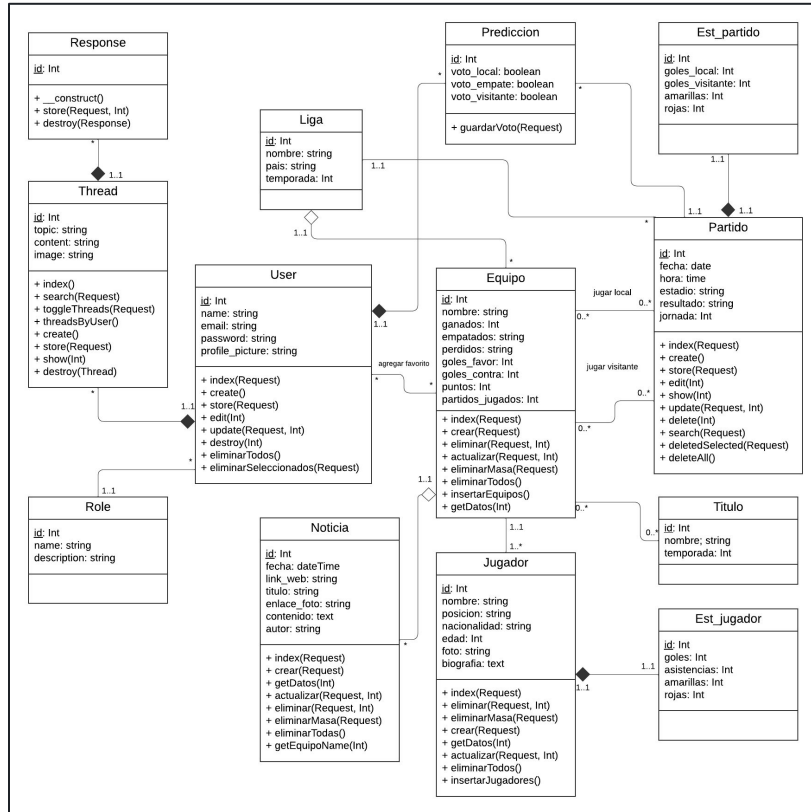 Response
id: Int
+ __construct()
+ store(Request, Int)
+ destroy(Response)
*
1..1
Thread
id: Int
topic: string
content: string
image: string
+ index()
+ search(Request)
+ toggleThreads(Request)
+ threadsByUser()
+ create()
+ store(Request)
+ show(Int)
+ destroy(Thread)
*
1..1
User
id: Int
name: string
email: string
password: string
profile_picture: string
+ index(Request)
+ create()
+ store(Request)
+ edit(Int)
+ update(Request, Int)
+ destroy(Int)
+ eliminarTodos()
+ eliminarSeleccionados(Request)
*
1..1
Role
id: Int
name: string
description: string
Liga
id: Int
nombre: string
pais: string
temporada: Int
1..1
*
1..1
*
Prediccion
id: Int
voto_local: boolean
voto_empate: boolean
voto_visitante: boolean
+ guardarVoto(Request)
*
1..1
*
1..1
Est_partido
id: Int
goles_local: Int
goles_visitante: Int
amarillas: Int
rojas: Int
1..1
1..1
Partido
id: Int
fecha: date
hora: time
estadio: string
resultado: string
jornada: Int
+ index(Request)
+ create()
+ store(Request)
+ edit(Int)
+ show(Int)
+ update(Request, Int)
+ delete(Int)
+ search(Request)
+ deletedSelected(Request)
+ deleteAll()
Equipo
id: Int
nombre: string
ganados: Int
empatados: string
perdidos: string
goles_favor: Int
goles_contra: Int
puntos: Int
partidos_jugados: Int
+ index(Request)
+ crear(Request)
+ eliminar(Request, Int)
+ actualizar(Request, Int)
+ eliminarMasa(Request)
+ eliminarTodos()
+ insertarEquipos()
+ getDatos(Int)
jugar local
0..*
0..*
jugar visitante
0..*
0..*
agregar favorito
*
*
1..1
*
Noticia
id: Int
fecha: dateTime
link_web: string
titulo: string
enlace_foto: string
contenido: text
autor: string
+ index(Request)
+ crear(Request)
+ getDatos(Int)
+ actualizar(Request, Int)
+ eliminar(Request, Int)
+ eliminarMasa(Request)
+ eliminarTodas()
+ getEquipoName(Int)
1..1
1..*
Jugador
id: Int
nombre: string
posicion: string
nacionalidad: string
edad: Int
foto: string
biografia: text
+ index(Request)
+ eliminar(Request, Int)
+ eliminarMasa(Request)
+ crear(Request)
+ getDatos(Int)
+ actualizar(Request, Int)
+ eliminarTodos()
+ insertarJugadores()
0..*
0..*
Titulo
id: Int
nombre; string
temporada: Int
1..1
1..1
Est_jugador
id: Int
goles: Int
asistencias: Int
amarillas: Int
rojas: Int